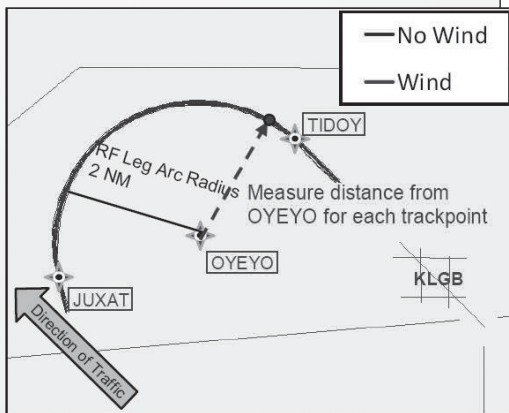 No Wind
Wind
TIDOY
RF Leg Arc Radius
2 NM
Measure distance from
OYEYO for each trackpoint
OYEYO
KLGB
JUXAT
Direction of Traffic